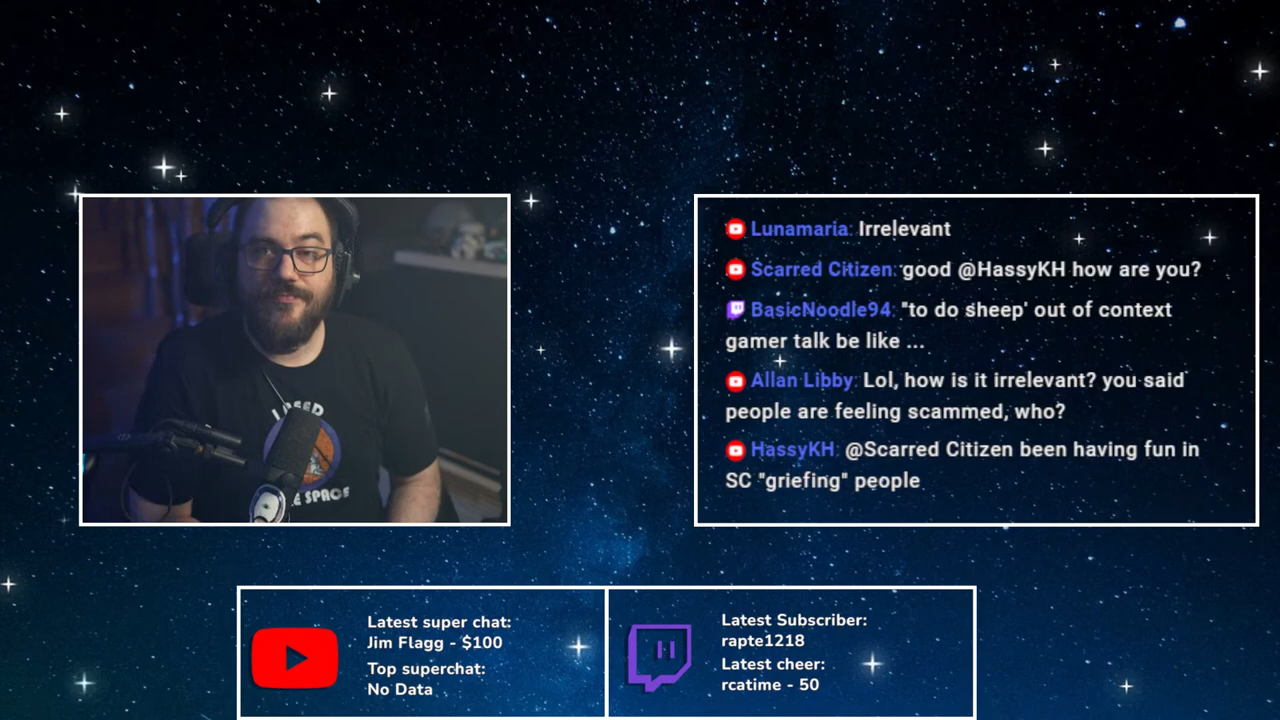 I NEED
SPACE
Lunamaria: Irrelevant
Scarred Citizen: good @HassyKH how are you?
BasicNoodle94: "to do sheep' out of context
gamer talk be like ...
Allan Libby: Lol, how is it irrelevant? you said
people are feeling scammed, who?
HassyKH: @Scarred Citizen been having fun in
SC "griefing" people
Latest super chat:
Jim Flagg - $100
Top superchat:
No Data
Latest Subscriber:
rapte1218
Latest cheer:
rcatime - 50